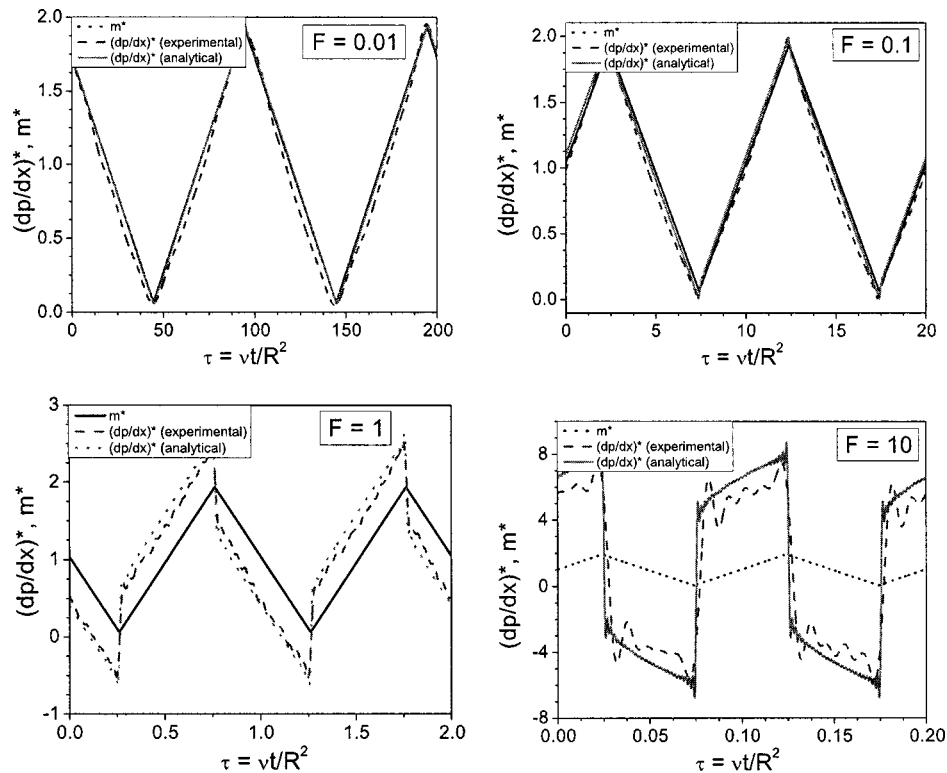 2.0
1.5
1.0
0.5
0.0
(dp/dx)*, m*
m*
(dp/dx)* (experimental)
(dp/dx)* (analytical)
F = 0.01
0 50 100 150 200
τ = νt/R²
2.0
1.5
1.0
0.5
0.0
(dp/dx)*, m*
m*
(dp/dx)* (experimental)
(dp/dx)* (analytical)
F = 0.1
0 5 10 15 20
τ = νt/R²
3
2
1
0
-1
(dp/dx)*, m*
m*
(dp/dx)* (experimental)
(dp/dx)* (analytical)
F = 1
0.0 0.5 1.0 1.5 2.0
τ = νt/R²
8
4
0
-4
-8
(dp/dx)*, m*
m*
(dp/dx)* (experimental)
(dp/dx)* (analytical)
F = 10
0.00 0.05 0.10 0.15 0.20
τ = νt/R²